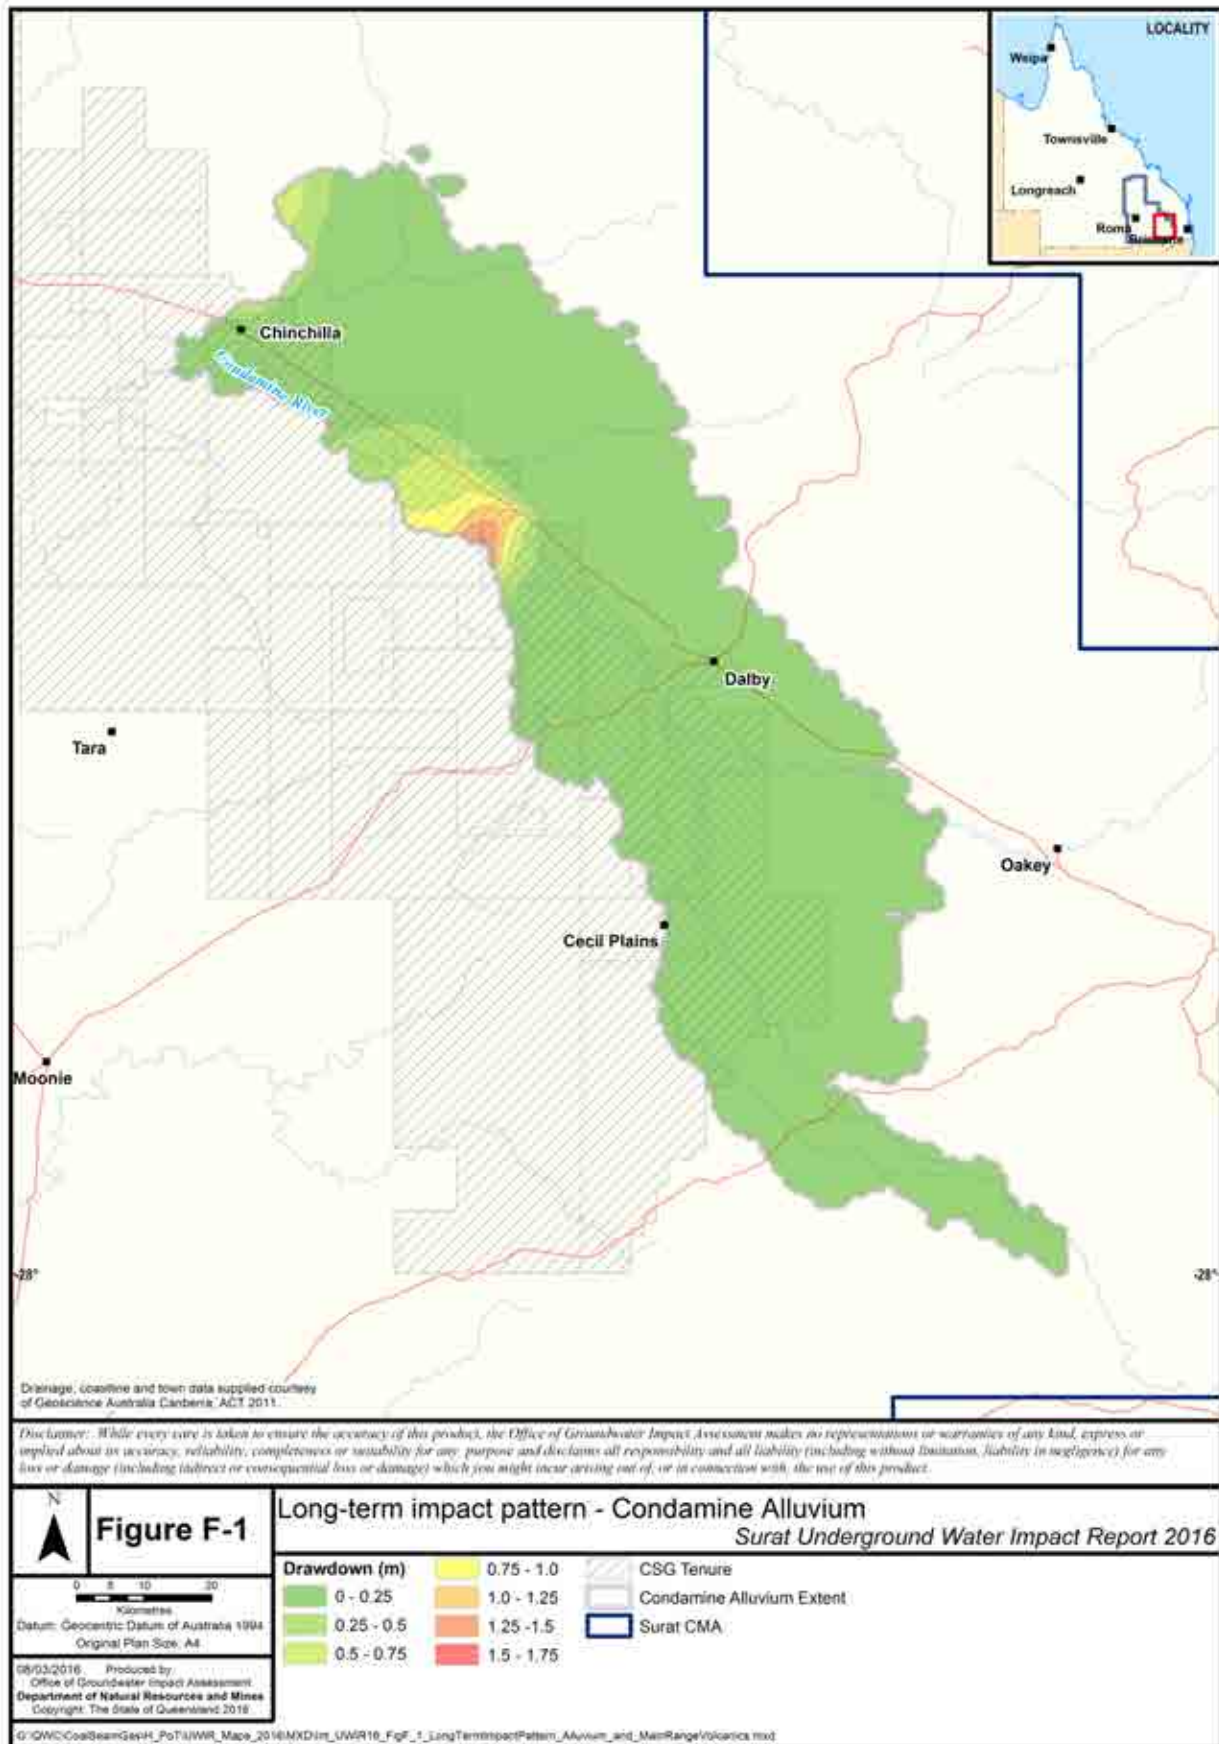 LOCALITY
Weipa
Townsville
Longreach
Roma
Brisbane
Chinchilla
Condamine River
Dalby
Tara
Oakey
Cecil Plains
Moonie
-28°
-28°
Drainage, coastline and town data supplied courtesy
of Geoscience Australia Canberra, ACT 2011.
Disclaimer: While every care is taken to ensure the accuracy of this product, the Office of Groundwater Impact Assessment makes no representations or warranties of any kind, express or
implied about its accuracy, reliability, completeness or suitability for any purpose and disclaims all responsibility and all liability (including without limitation, liability in negligence) for any
loss or damage (including indirect or consequential loss or damage) which you might incur arising out of, or in connection with, the use of this product.
N
Figure F-1
Long-term impact pattern - Condamine Alluvium
Surat Underground Water Impact Report 2016
0 5 10 20
Kilometres
Datum: Geocentric Datum of Australia 1994
Original Plan Size: A4
08/03/2016 Produced by:
Office of Groundwater Impact Assessment
Department of Natural Resources and Mines
Copyright: The State of Queensland 2016
Drawdown (m)
0 - 0.25
0.25 - 0.5
0.5 - 0.75
0.75 - 1.0
1.0 - 1.25
1.25 -1.5
1.5 - 1.75
CSG Tenure
Condamine Alluvium Extent
Surat CMA